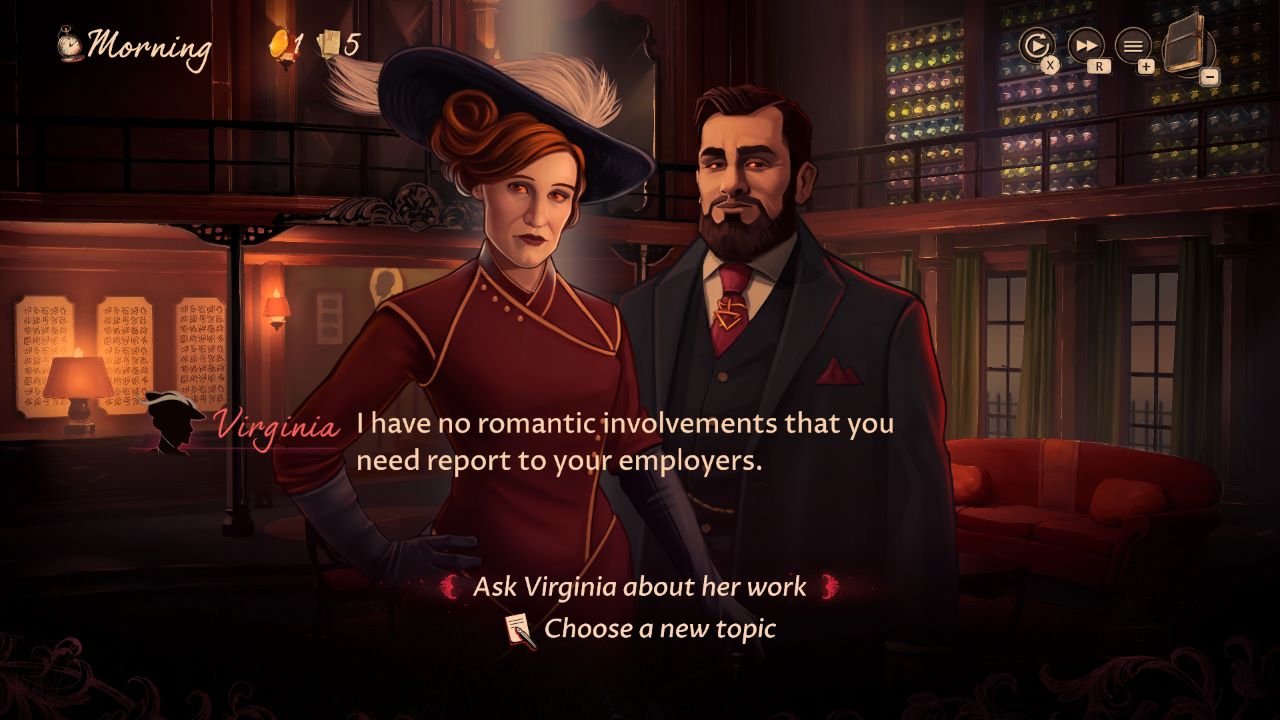 Morning
1
5
X
R
+
−
Virginia
I have no romantic involvements that you
need report to your employers.
Ask Virginia about her work
Choose a new topic